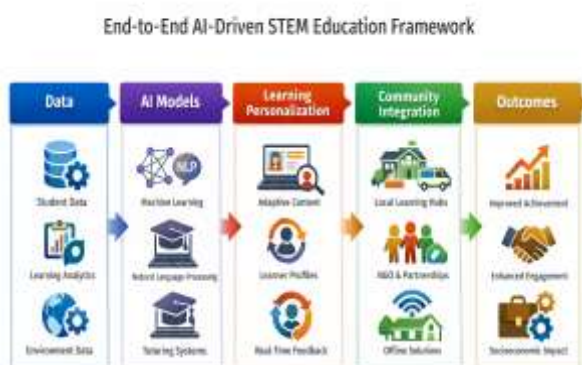 End-to-End AI-Driven STEM Education Framework
Data
AI Models
Learning
Personalization
Community
Integration
Outcomes
NLP
Student Data
Machine Learning
Adaptive Content
Local Learning Hubs
Improved Achievement
Learning Analytics
Natural Language Processing
Learner Profiles
NGO & Partnerships
Enhanced Engagement
Environment Data
Tutoring Systems
Real-Time Feedback
Offline Solutions
Socioeconomic Impact